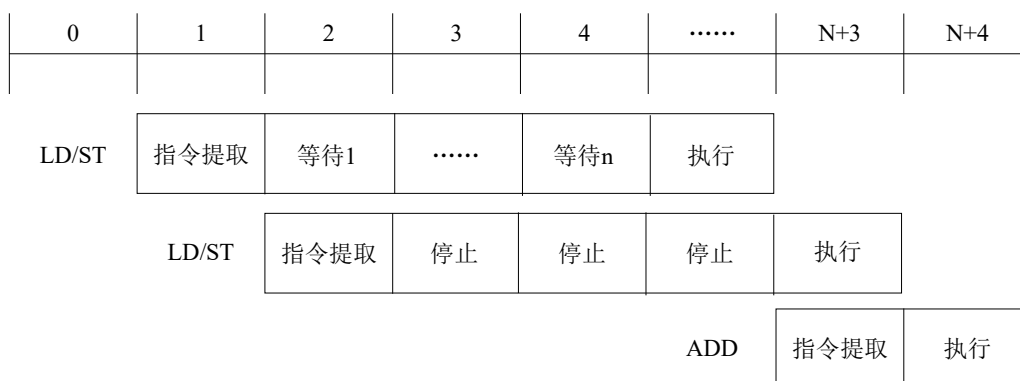 0 1 2 3 4 …… N+3 N+4
LD/ST 指令提取 等待1 …… 等待n 执行
LD/ST 指令提取 停止 停止 停止 执行
ADD 指令提取 执行